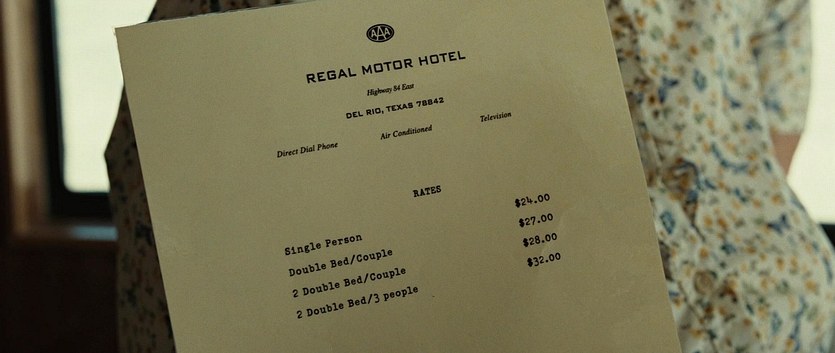 AAA
REGAL MOTOR HOTEL
Highway 84 East
DEL RIO, TEXAS 78842
Direct Dial Phone Air Conditioned Television
RATES
Single Person $24.00
Double Bed/Couple $27.00
2 Double Bed/Couple $28.00
2 Double Bed/3 people $32.00